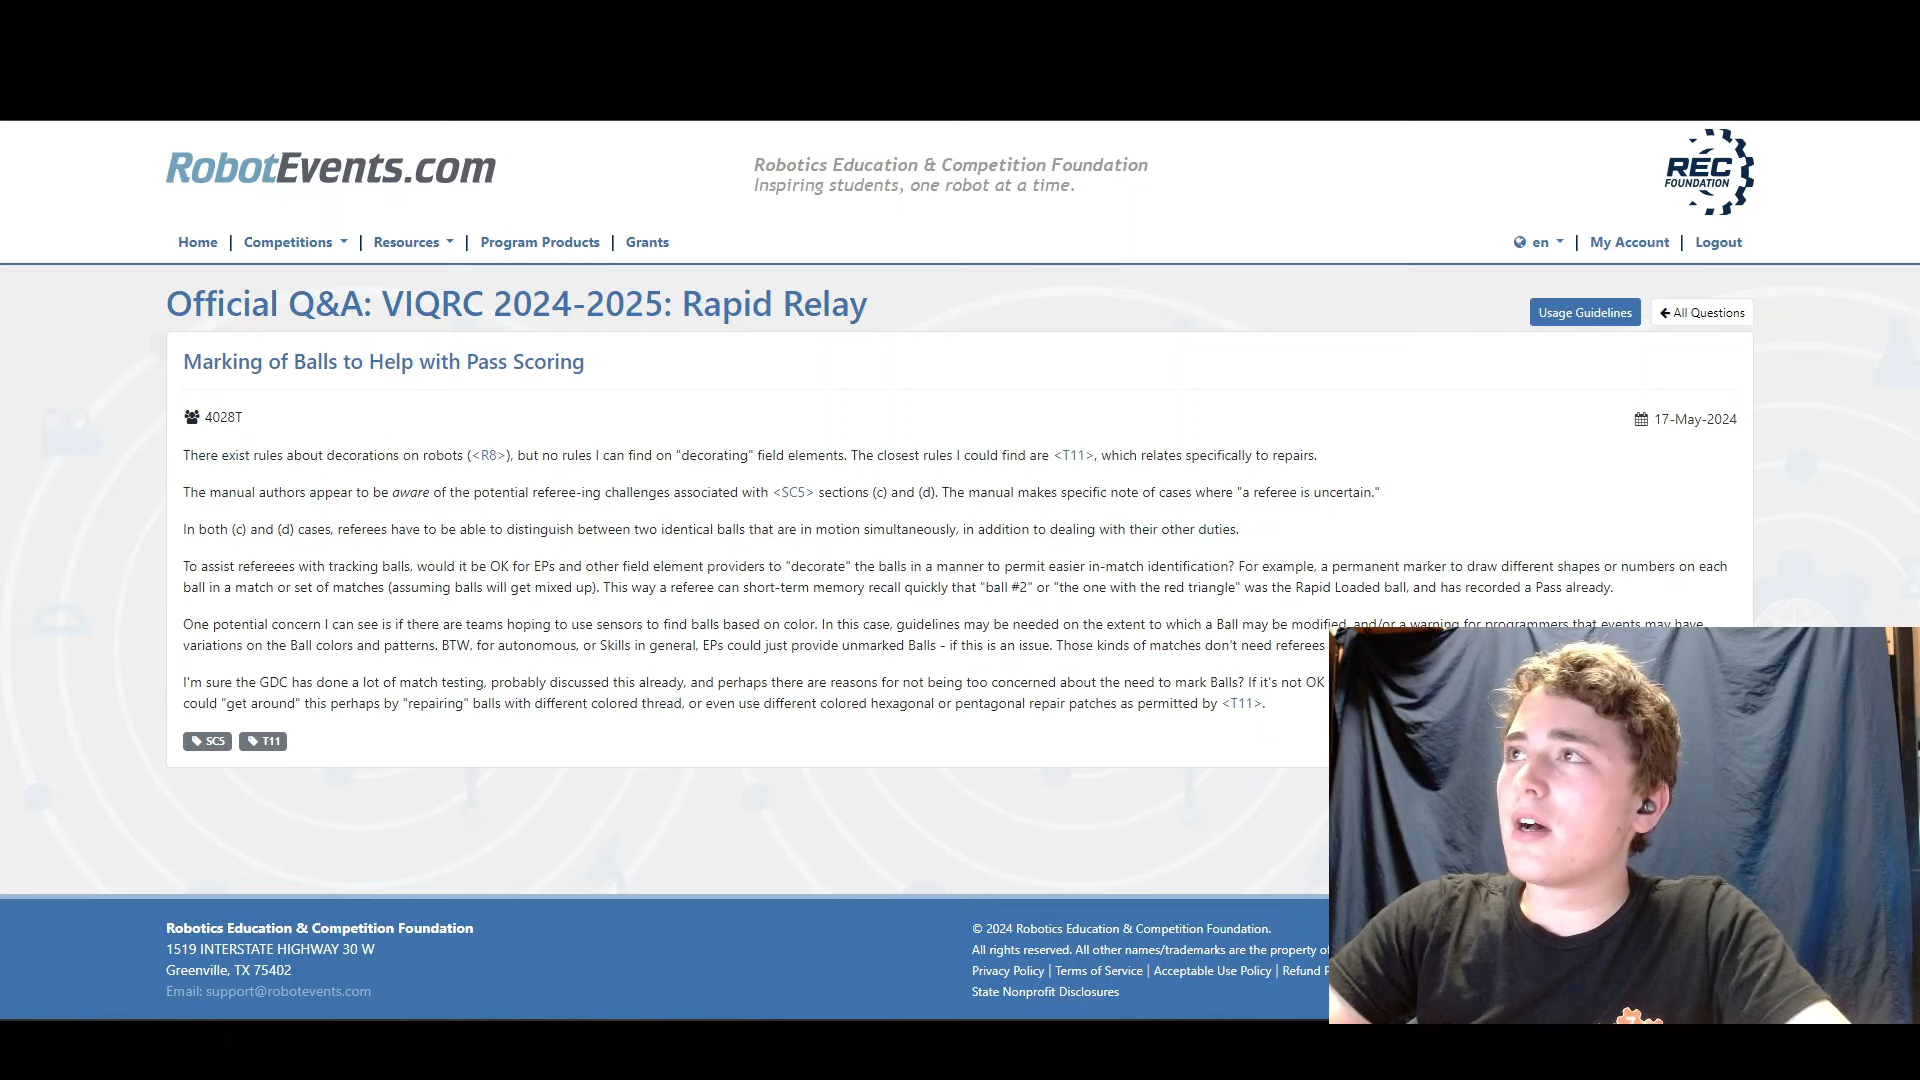 RobotEvents.com
Robotics Education & Competition Foundation
Inspiring students, one robot at a time.
REC
FOUNDATION
Home | Competitions | Resources | Program Products | Grants
en | My Account | Logout
Official Q&A: VIQRC 2024-2025: Rapid Relay
Usage Guidelines
All Questions
Marking of Balls to Help with Pass Scoring
4028T
17-May-2024
There exist rules about decorations on robots (<R8>), but no rules I can find on "decorating" field elements. The closest rules I could find are <T11>, which relates specifically to repairs.
The manual authors appear to be aware of the potential referee-ing challenges associated with <SC5> sections (c) and (d). The manual makes specific note of cases where "a referee is uncertain."
In both (c) and (d) cases, referees have to be able to distinguish between two identical balls that are in motion simultaneously, in addition to dealing with their other duties.
To assist refereees with tracking balls, would it be OK for EPs and other field element providers to "decorate" the balls in a manner to permit easier in-match identification? For example, a permanent marker to draw different shapes or numbers on each
ball in a match or set of matches (assuming balls will get mixed up). This way a referee can short-term memory recall quickly that "ball #2" or "the one with the red triangle" was the Rapid Loaded ball, and has recorded a Pass already.
One potential concern I can see is if there are teams hoping to use sensors to find balls based on color. In this case, guidelines may be needed on the extent to which a Ball may be modified, and/or a warning for programmers that events may have
variations on the Ball colors and patterns. BTW, for autonomous, or Skills in general, EPs could just provide unmarked Balls - if this is an issue. Those kinds of matches don't need referees
I'm sure the GDC has done a lot of match testing, probably discussed this already, and perhaps there are reasons for not being too concerned about the need to mark Balls? If it's not OK
could "get around" this perhaps by "repairing" balls with different colored thread, or even use different colored hexagonal or pentagonal repair patches as permitted by <T11>.
SC5 T11
Robotics Education & Competition Foundation
1519 INTERSTATE HIGHWAY 30 W
Greenville, TX 75402
Email: support@robotevents.com
© 2024 Robotics Education & Competition Foundation.
All rights reserved. All other names/trademarks are the property of
Privacy Policy | Terms of Service | Acceptable Use Policy | Refund
State Nonprofit Disclosures